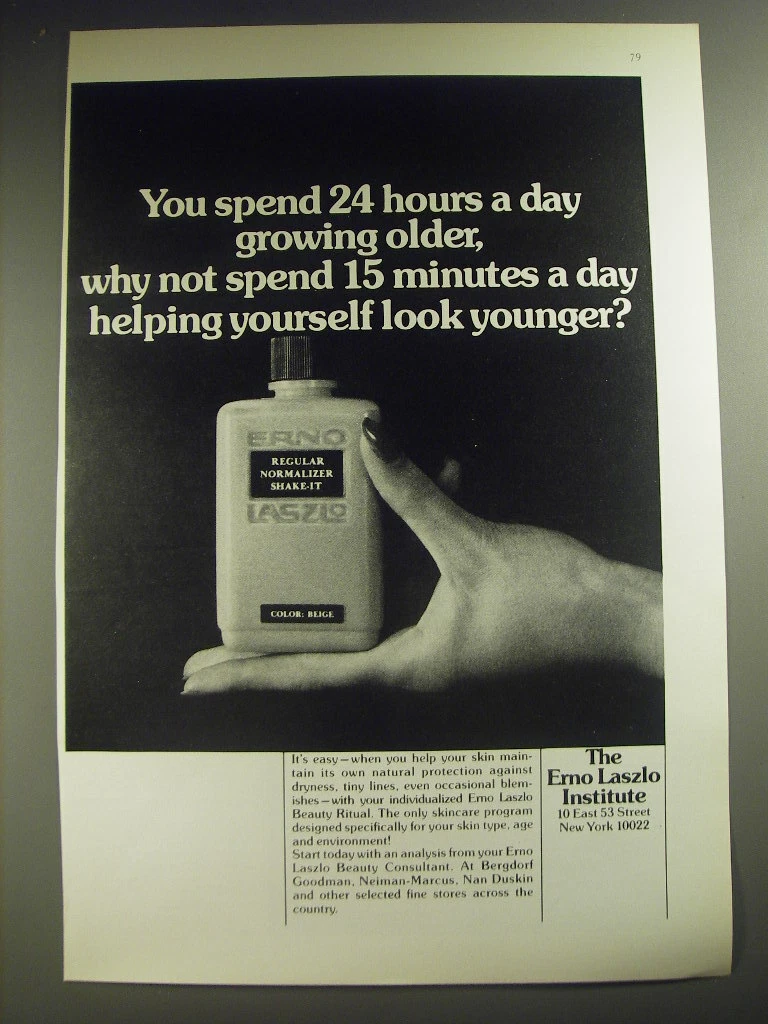 79
You spend 24 hours a day
growing older,
why not spend 15 minutes a day
helping yourself look younger?
ERNO
REGULAR
NORMALIZER
SHAKE-IT
LASZLO
COLOR: BEIGE
It's easy—when you help your skin main-
tain its own natural protection against
dryness, tiny lines, even occasional blem-
ishes—with your individualized Erno Laszlo
Beauty Ritual. The only skincare program
designed specifically for your skin type, age
and environment!
Start today with an analysis from your Erno
Laszlo Beauty Consultant. At Bergdorf
Goodman, Neiman-Marcus, Nan Duskin
and other selected fine stores across the
country.
The
Erno Laszlo
Institute
10 East 53 Street
New York 10022